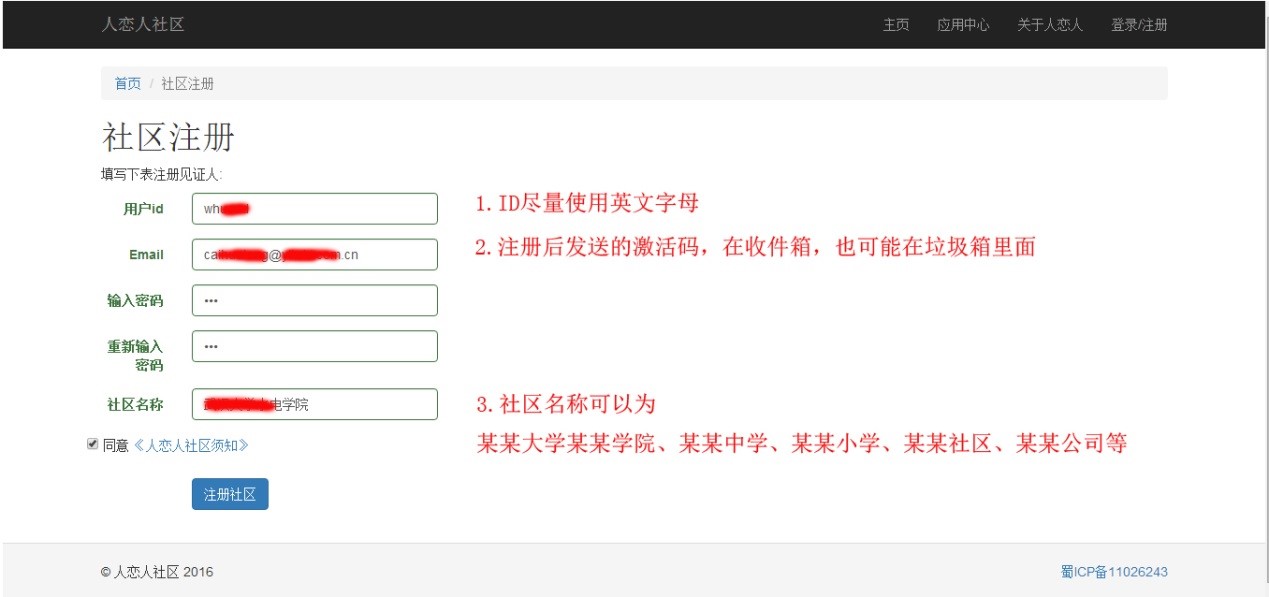 人恋人社区 主页 应用中心 关于人恋人 登录/注册
首页 / 社区注册
社区注册
填写下表注册见证人:
用户id wh
1.ID尽量使用英文字母
Email ca @ .cn
2.注册后发送的激活码，在收件箱，也可能在垃圾箱里面
输入密码 •••
重新输入 •••
密码
社区名称 电学院
3.社区名称可以为
某某大学某某学院、某某中学、某某小学、某某社区、某某公司等
同意《人恋人社区须知》
注册社区
© 人恋人社区 2016 蜀ICP备11026243